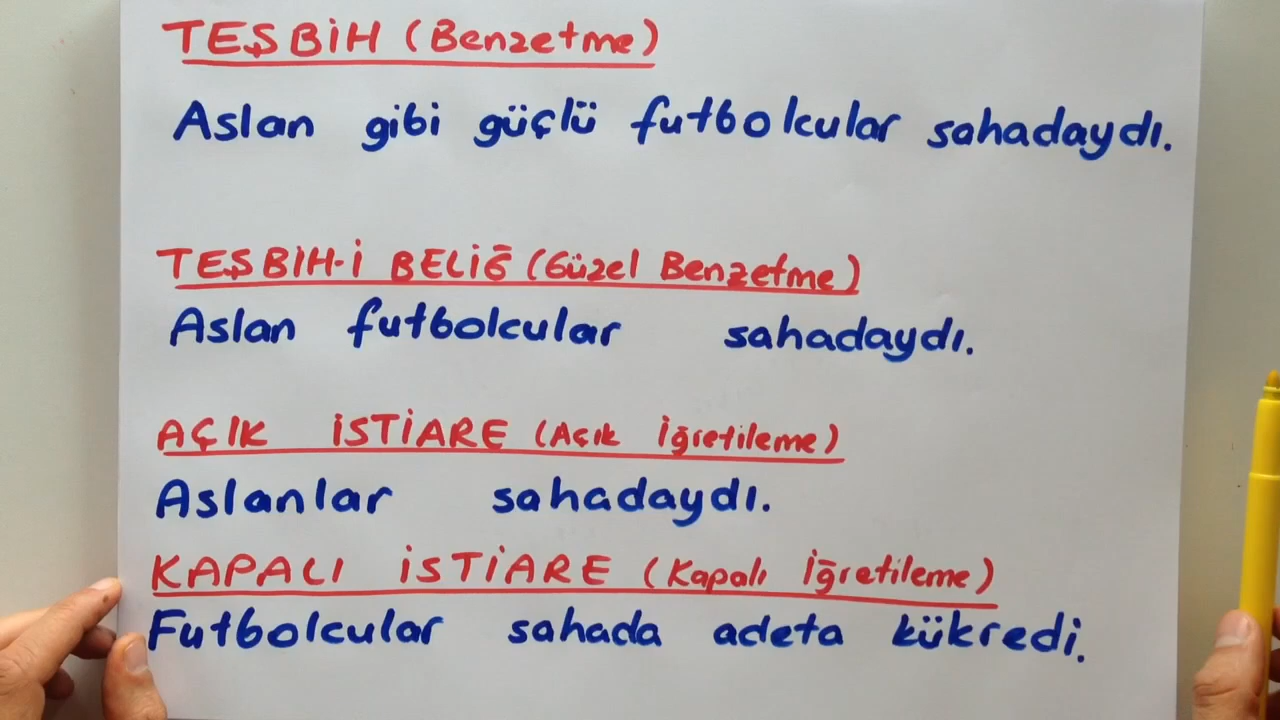 TEŞBİH (Benzetme)
Aslan gibi güçlü futbolcular sahadaydı.
TEŞBIH-İ BELİĞ (Güzel Benzetme)
Aslan futbolcular sahadaydı.
AÇIK İSTİARE (Açık İğretileme)
Aslanlar sahadaydı.
KAPALI İSTİARE (Kapalı İğretileme)
Futbolcular sahada adeta kükredi.